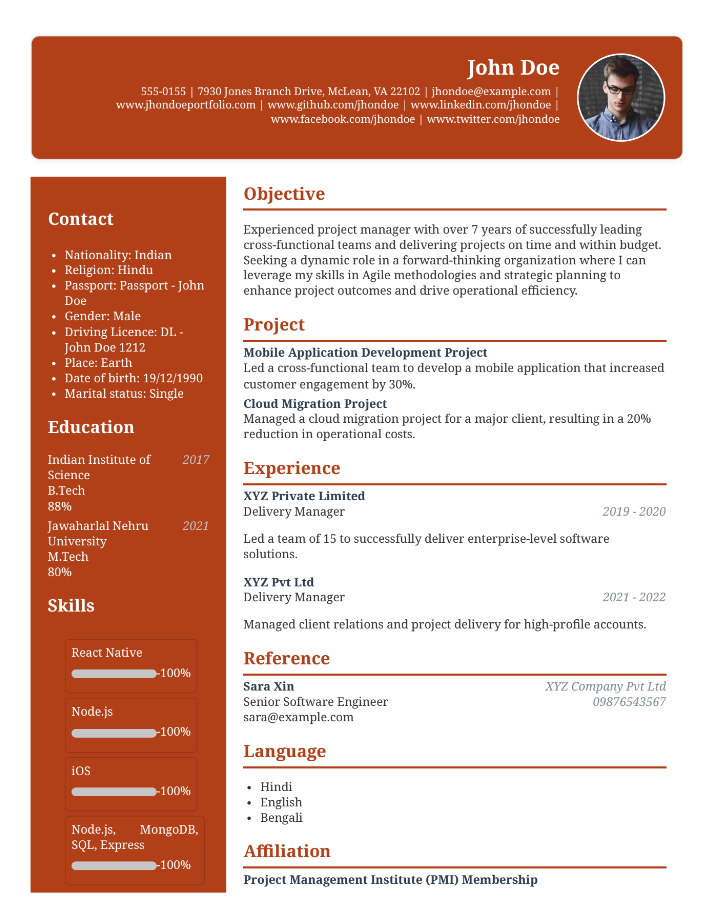 John Doe
555-0155 | 7930 Jones Branch Drive, McLean, VA 22102 | jhondoe@example.com |
www.jhondoeportfolio.com | www.github.com/jhondoe | www.linkedin.com/jhondoe |
www.facebook.com/jhondoe | www.twitter.com/jhondoe
Contact
• Nationality: Indian
• Religion: Hindu
• Passport: Passport - John
Doe
• Gender: Male
• Driving Licence: DL -
John Doe 1212
• Place: Earth
• Date of birth: 19/12/1990
• Marital status: Single
Education
Indian Institute of 2017
Science
B.Tech
88%
Jawaharlal Nehru 2021
University
M.Tech
80%
Skills
React Native
-100%
Node.js
-100%
iOS
-100%
Node.js, MongoDB,
SQL, Express
-100%
Objective
Experienced project manager with over 7 years of successfully leading
cross-functional teams and delivering projects on time and within budget.
Seeking a dynamic role in a forward-thinking organization where I can
leverage my skills in Agile methodologies and strategic planning to
enhance project outcomes and drive operational efficiency.
Project
Mobile Application Development Project
Led a cross-functional team to develop a mobile application that increased
customer engagement by 30%.
Cloud Migration Project
Managed a cloud migration project for a major client, resulting in a 20%
reduction in operational costs.
Experience
XYZ Private Limited
Delivery Manager 2019 - 2020
Led a team of 15 to successfully deliver enterprise-level software
solutions.
XYZ Pvt Ltd
Delivery Manager 2021 - 2022
Managed client relations and project delivery for high-profile accounts.
Reference
Sara Xin XYZ Company Pvt Ltd
Senior Software Engineer 09876543567
sara@example.com
Language
• Hindi
• English
• Bengali
Affiliation
Project Management Institute (PMI) Membership